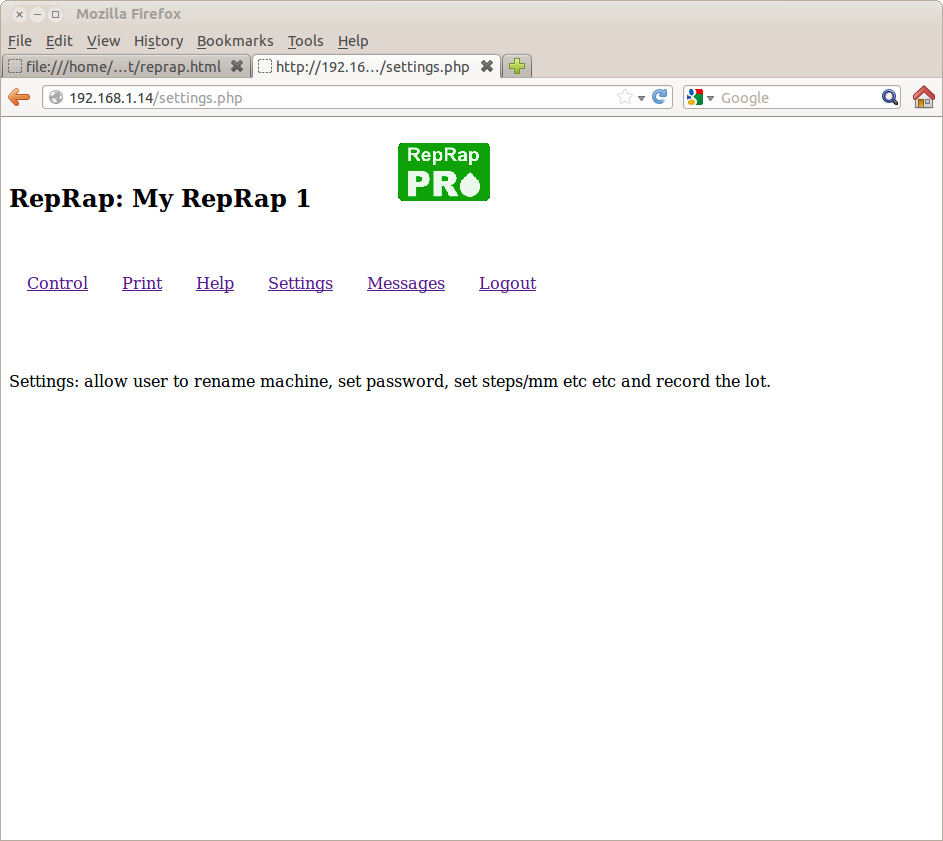 Mozilla Firefox
File Edit View History Bookmarks Tools Help
file:///home/...t/reprap.html http://192.16.../settings.php
192.168.1.14/settings.php Google
RepRap
PRO
RepRap: My RepRap 1
Control Print Help Settings Messages Logout
Settings: allow user to rename machine, set password, set steps/mm etc etc and record the lot.